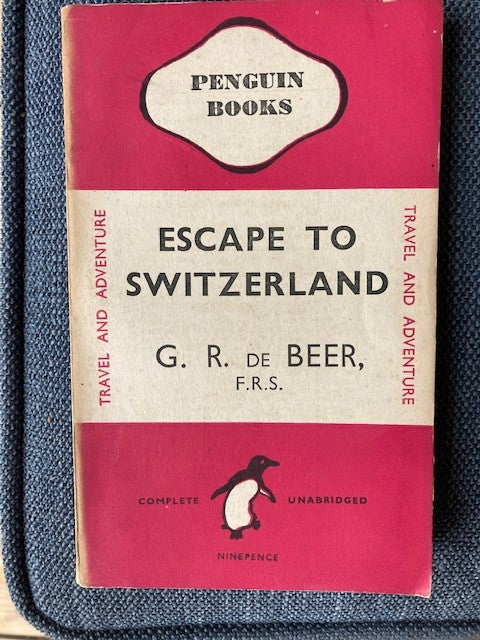 PENGUIN
BOOKS
TRAVEL AND ADVENTURE
ESCAPE TO
SWITZERLAND
G. R. DE BEER,
F.R.S.
TRAVEL AND ADVENTURE
COMPLETE UNABRIDGED
NINEPENCE